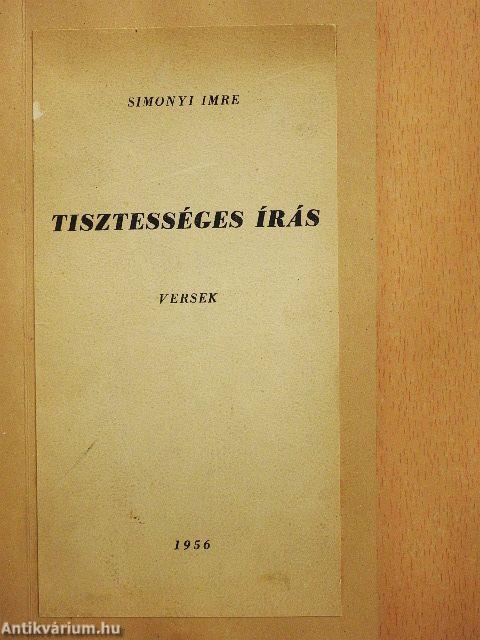 SIMONYI IMRE
TISZTESSÉGES ÍRÁS
VERSEK
1956
Antikvárium.hu